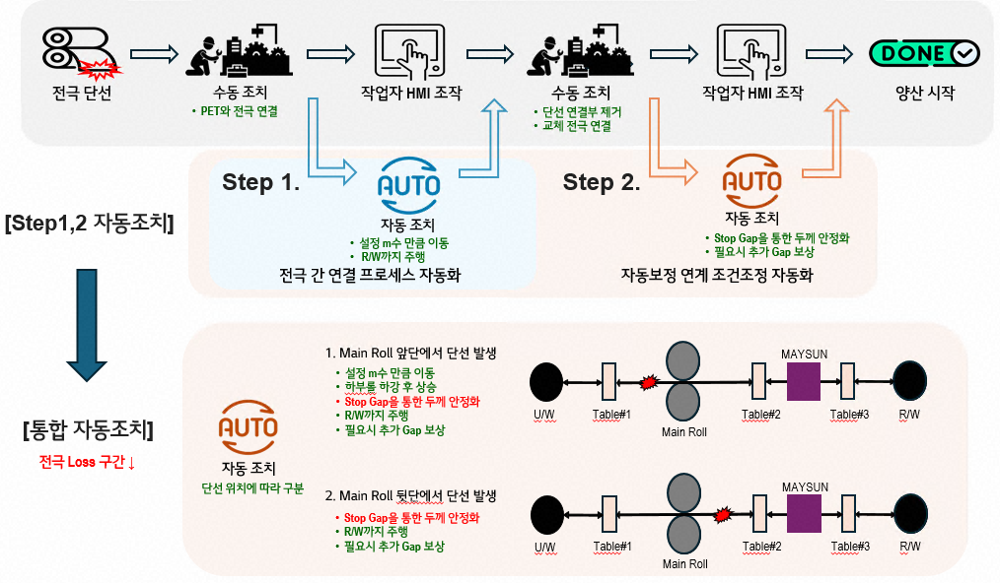 DONE
전극 단선
수동 조치
• PET와 전극 연결
작업자 HMI 조작
수동 조치
• 단선 연결부 제거
• 교체 전극 연결
작업자 HMI 조작
양산 시작
[Step1,2 자동조치]
Step 1.
AUTO
자동 조치
• 설정 m수 만큼 이동
• R/W까지 주행
전극 간 연결 프로세스 자동화
Step 2.
AUTO
자동 조치
• Stop Gap을 통한 두께 안정화
• 필요시 추가 Gap 보상
자동보정 연계 조건조정 자동화
[통합 자동조치]
전극 Loss 구간↓
AUTO
자동 조치
단선 위치에 따라 구분
1. Main Roll 앞단에서 단선 발생
• 설정 m수 만큼 이동
• 하부롤 하강 후 상승
• Stop Gap을 통한 두께 안정화
• R/W까지 주행
• 필요시 추가 Gap 보상
U/W
Table#1
Main Roll
Table#2
MAYSUN
Table#3
R/W
2. Main Roll 뒷단에서 단선 발생
• Stop Gap을 통한 두께 안정화
• R/W까지 주행
• 필요시 추가 Gap 보상
U/W
Table#1
Main Roll
Table#2
MAYSUN
Table#3
R/W